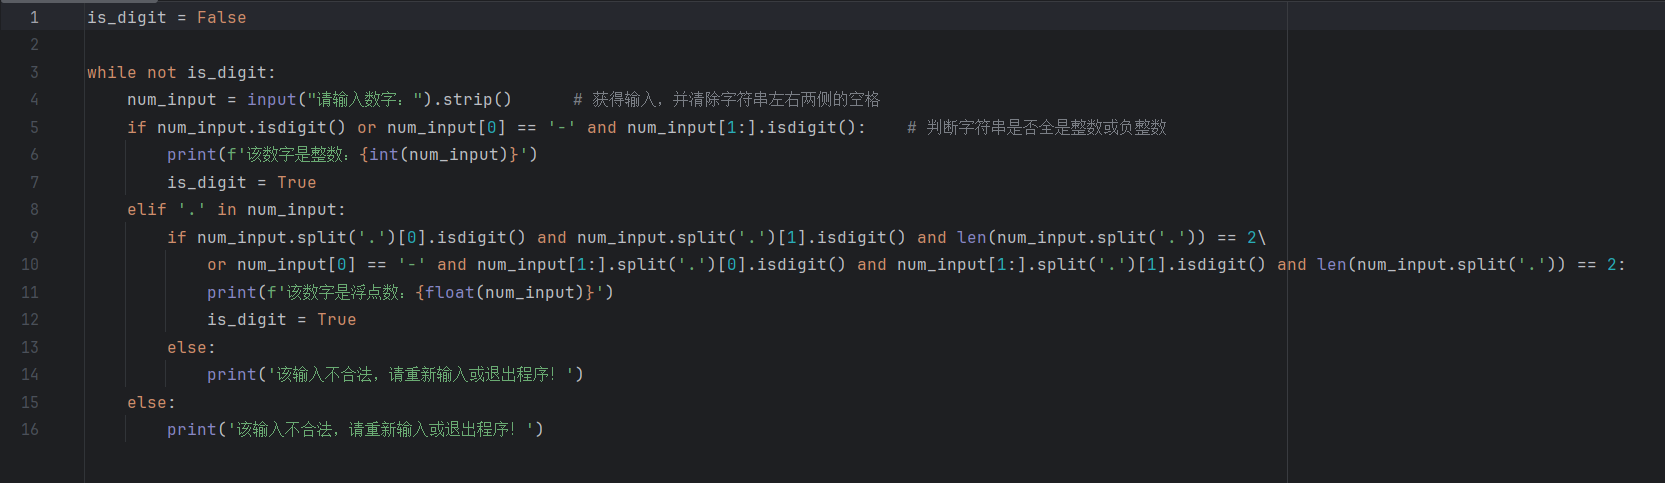 1 is_digit = False
2
3 while not is_digit:
4     num_input = input("请输入数字：").strip()      # 获得输入，并清除字符串左右两侧的空格
5     if num_input.isdigit() or num_input[0] == '-' and num_input[1:].isdigit():    # 判断字符串是否全是整数或负整数
6         print(f'该数字是整数：{int(num_input)}')
7         is_digit = True
8     elif '.' in num_input:
9         if num_input.split('.')[0].isdigit() and num_input.split('.')[1].isdigit() and len(num_input.split('.')) == 2\
10             or num_input[0] == '-' and num_input[1:].split('.')[0].isdigit() and num_input[1:].split('.')[1].isdigit() and len(num_input.split('.')) == 2:
11             print(f'该数字是浮点数：{float(num_input)}')
12             is_digit = True
13         else:
14             print('该输入不合法，请重新输入或退出程序！')
15     else:
16         print('该输入不合法，请重新输入或退出程序！')